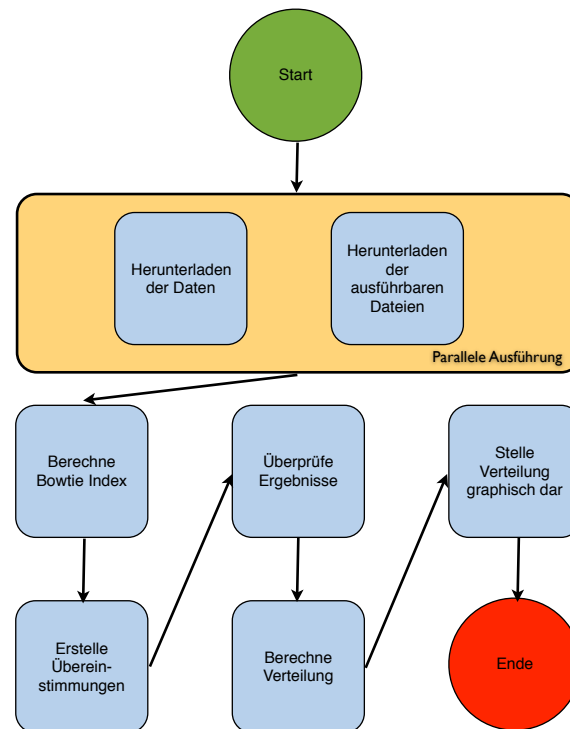 Start
Herunterladen
der Daten
Herunterladen
der
ausführbaren
Dateien
Parallele Ausführung
Berechne
Bowtie Index
Überprüfe
Ergebnisse
Stelle
Verteilung
graphisch dar
Erstelle
Überein-
stimmungen
Berechne
Verteilung
Ende